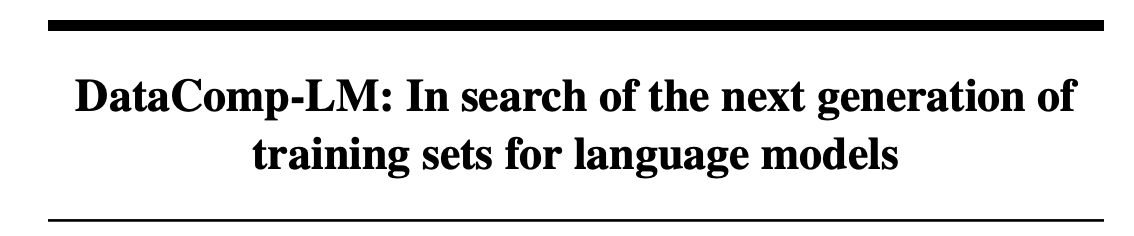 DataComp-LM: In search of the next generation of
training sets for language models